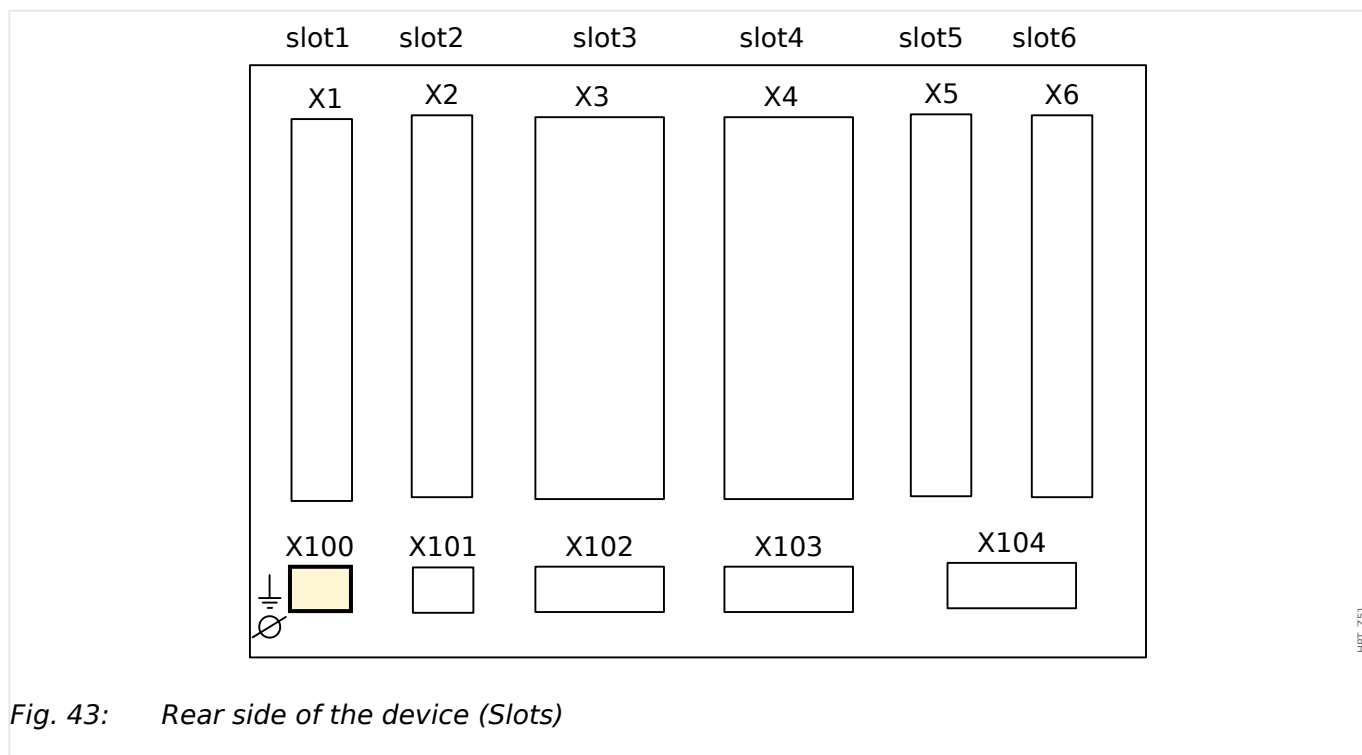 slot1 slot2 slot3 slot4 slot5 slot6
X1 X2 X3 X4 X5 X6
X100 X101 X102 X103 X104
Fig. 43: Rear side of the device (Slots)